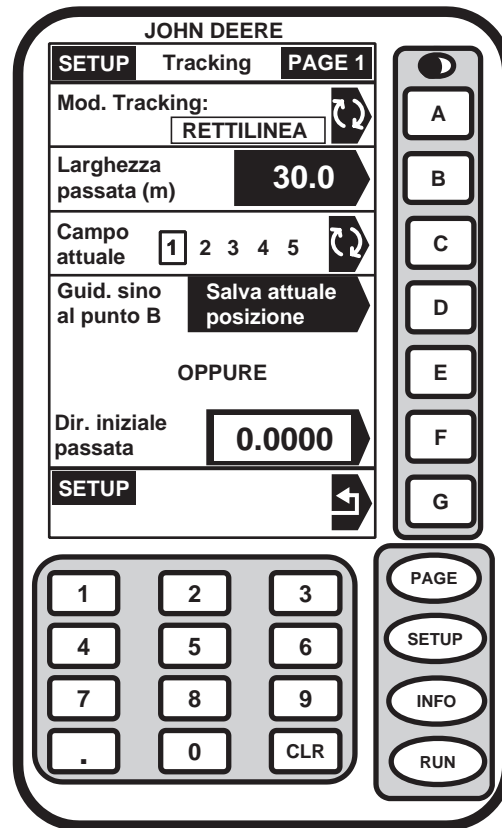 JOHN DEERE
SETUP Tracking PAGE 1
Mod. Tracking:
RETTILINEA
Larghezza
passata (m)
30.0
Campo
attuale
1 2 3 4 5
Guid. sino
al punto B
Salva attuale
posizione
OPPURE
Dir. iniziale
passata
0.0000
SETUP
A
B
C
D
E
F
G
PAGE
SETUP
INFO
RUN
1 2 3
4 5 6
7 8 9
. 0 CLR